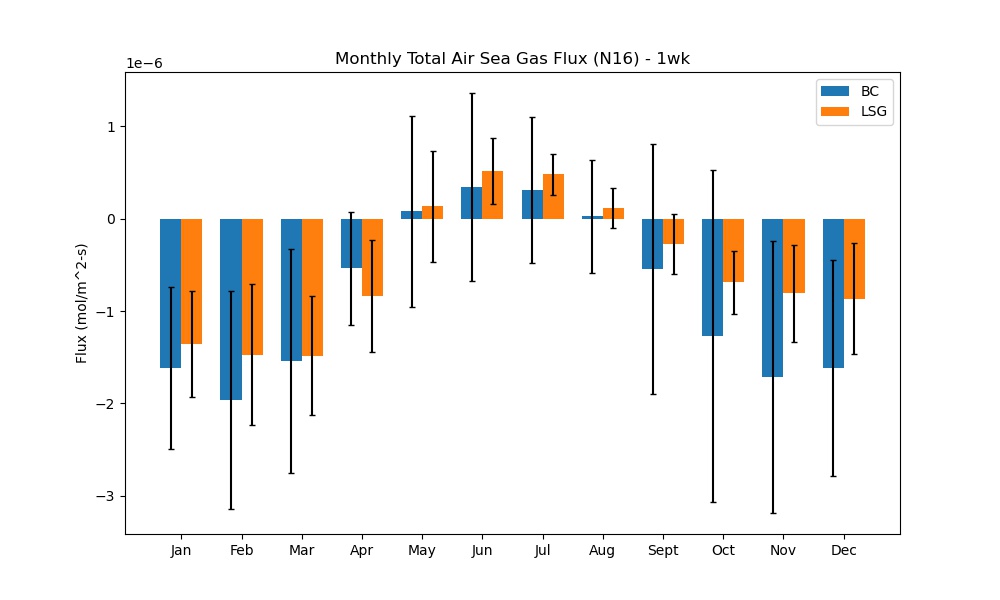 Monthly Total Air Sea Gas Flux (N16) - 1wk
1e−6
BC
LSG
1
0
−1
−2
−3
Flux (mol/m^2-s)
Jan Feb Mar Apr May Jun Jul Aug Sept Oct Nov Dec